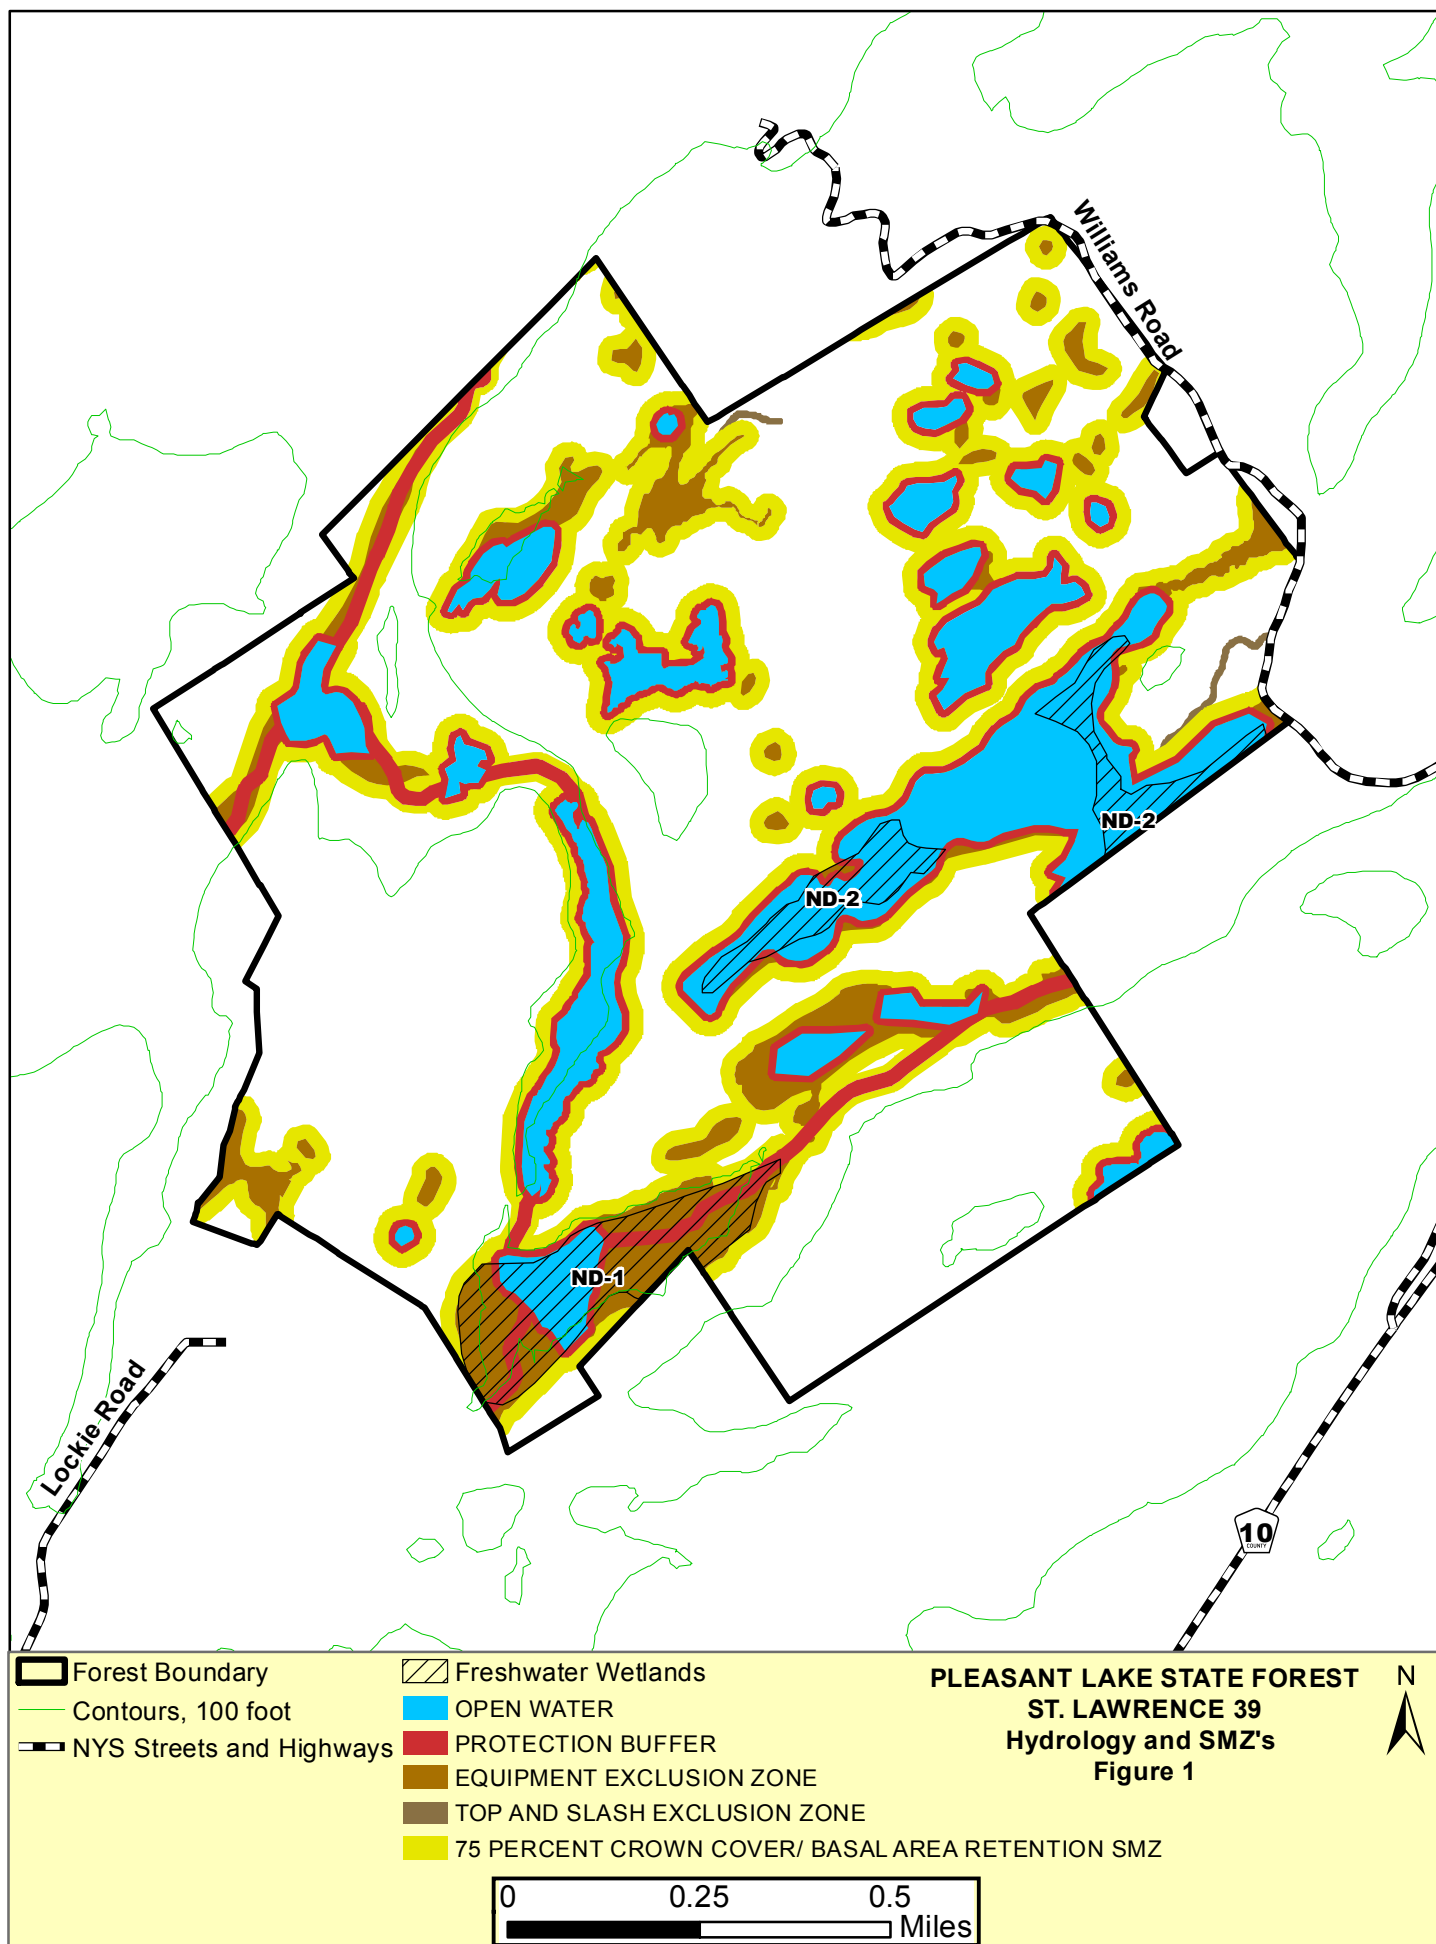 Williams Road
ND-2
ND-2
ND-1
Lockie Road
10
COUNTY
Forest Boundary
Contours, 100 foot
NYS Streets and Highways
Freshwater Wetlands
OPEN WATER
PROTECTION BUFFER
EQUIPMENT EXCLUSION ZONE
TOP AND SLASH EXCLUSION ZONE
75 PERCENT CROWN COVER/ BASAL AREA RETENTION SMZ
PLEASANT LAKE STATE FOREST
ST. LAWRENCE 39
Hydrology and SMZ's
Figure 1
N
0 0.25 0.5
Miles